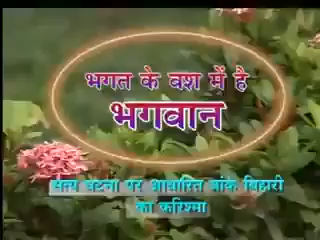 भगत के वश में है
भगवान
सत्य घटना पर आधारित बांके बिहारी
का करिश्मा